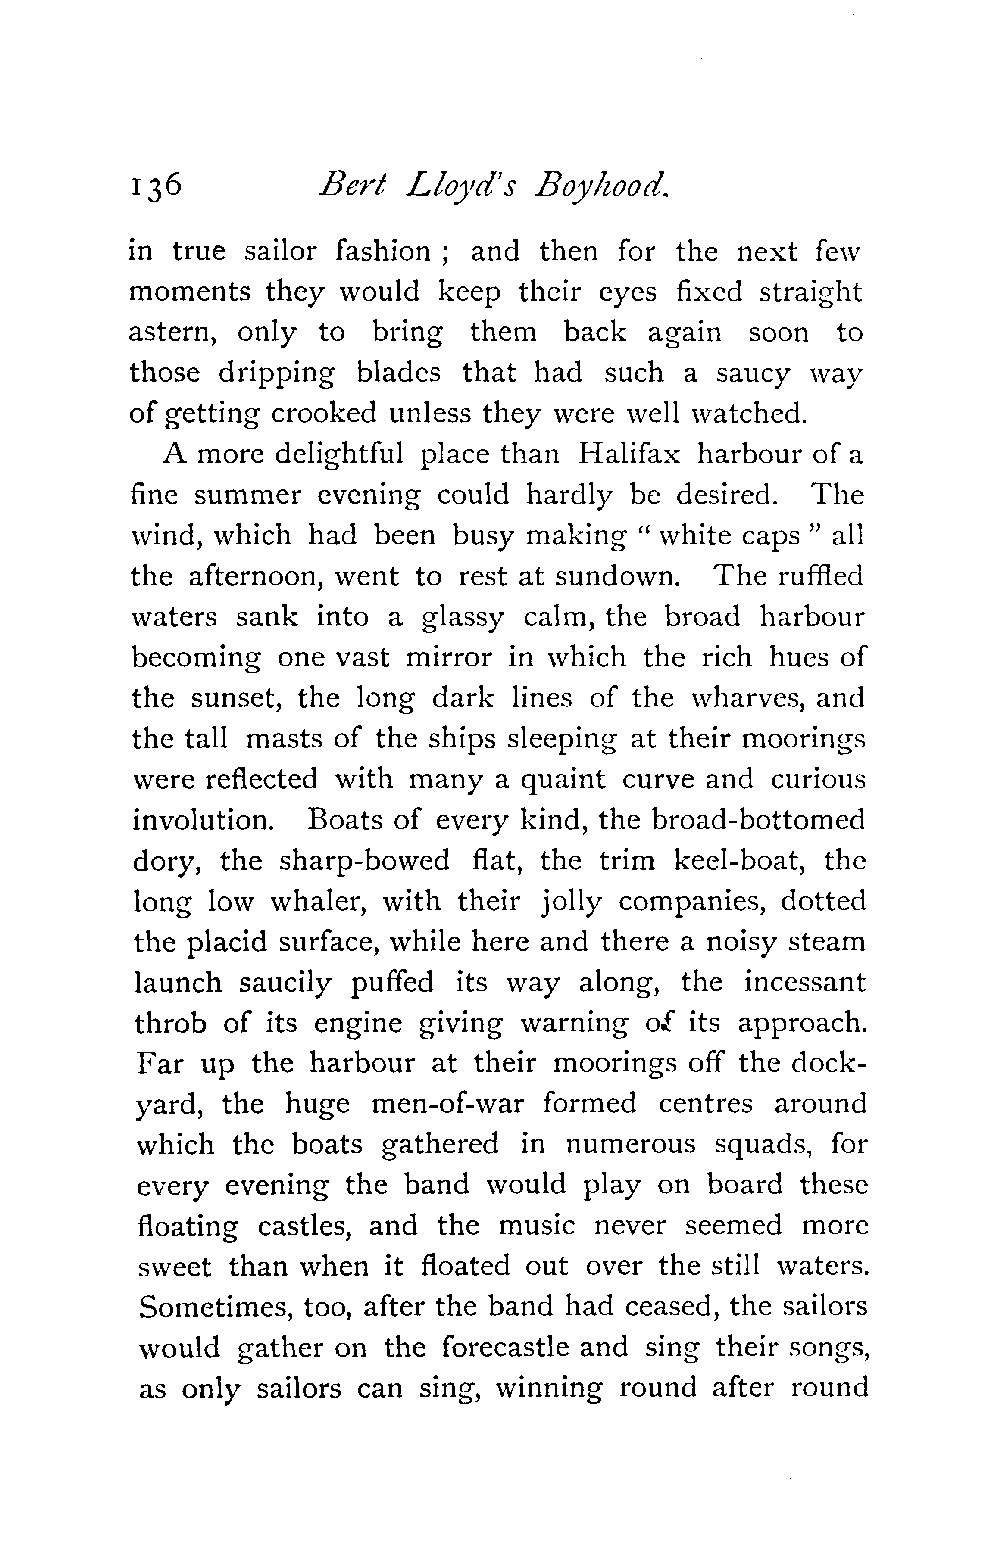 136 Bert Lloyd's Boyhood.
in true sailor fashion ; and then for the next few
moments they would keep their eyes fixed straight
astern, only to bring them back again soon to
those dripping blades that had such a saucy way
of getting crooked unless they were well watched.
A more delightful place than Halifax harbour of a
fine summer evening could hardly be desired. The
wind, which had been busy making " white caps " all
the afternoon, went to rest at sundown. The ruffled
waters sank into a glassy calm, the broad harbour
becoming one vast mirror in which the rich hues of
the sunset, the long dark lines of the wharves, and
the tall masts of the ships sleeping at their moorings
were reflected with many a quaint curve and curious
involution. Boats of every kind, the broad-bottomed
dory, the sharp-bowed flat, the trim keel-boat, the
long low whaler, with their jolly companies, dotted
the placid surface, while here and there a noisy steam
launch saucily puffed its way along, the incessant
throb of its engine giving warning of its approach.
Far up the harbour at their moorings off the dock-
yard, the huge men-of-war formed centres around
which the boats gathered in numerous squads, for
every evening the band would play on board these
floating castles, and the music never seemed more
sweet than when it floated out over the still waters.
Sometimes, too, after the band had ceased, the sailors
would gather on the forecastle and sing their songs,
as only sailors can sing, winning round after round